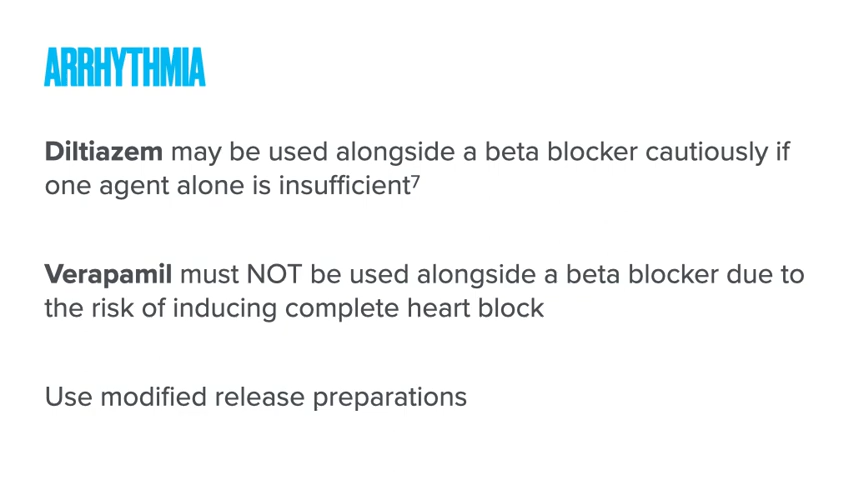 ARRHYTHMIA
Diltiazem may be used alongside a beta blocker cautiously if
one agent alone is insufficient⁷
Verapamil must NOT be used alongside a beta blocker due to
the risk of inducing complete heart block
Use modified release preparations